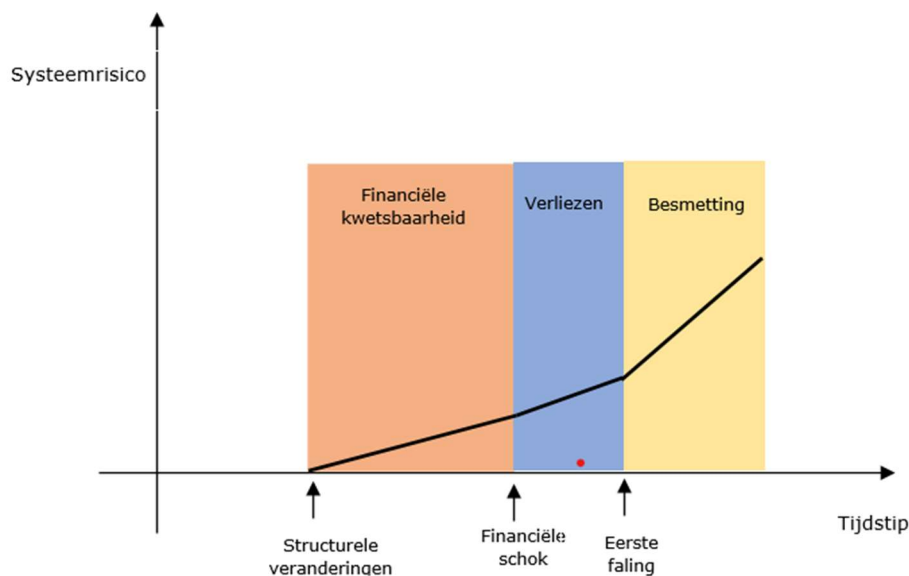 Systeemrisico
Financiële
kwetsbaarheid
Verliezen
Besmetting
Structurele
veranderingen
Financiële
schok
Eerste
faling
Tijdstip